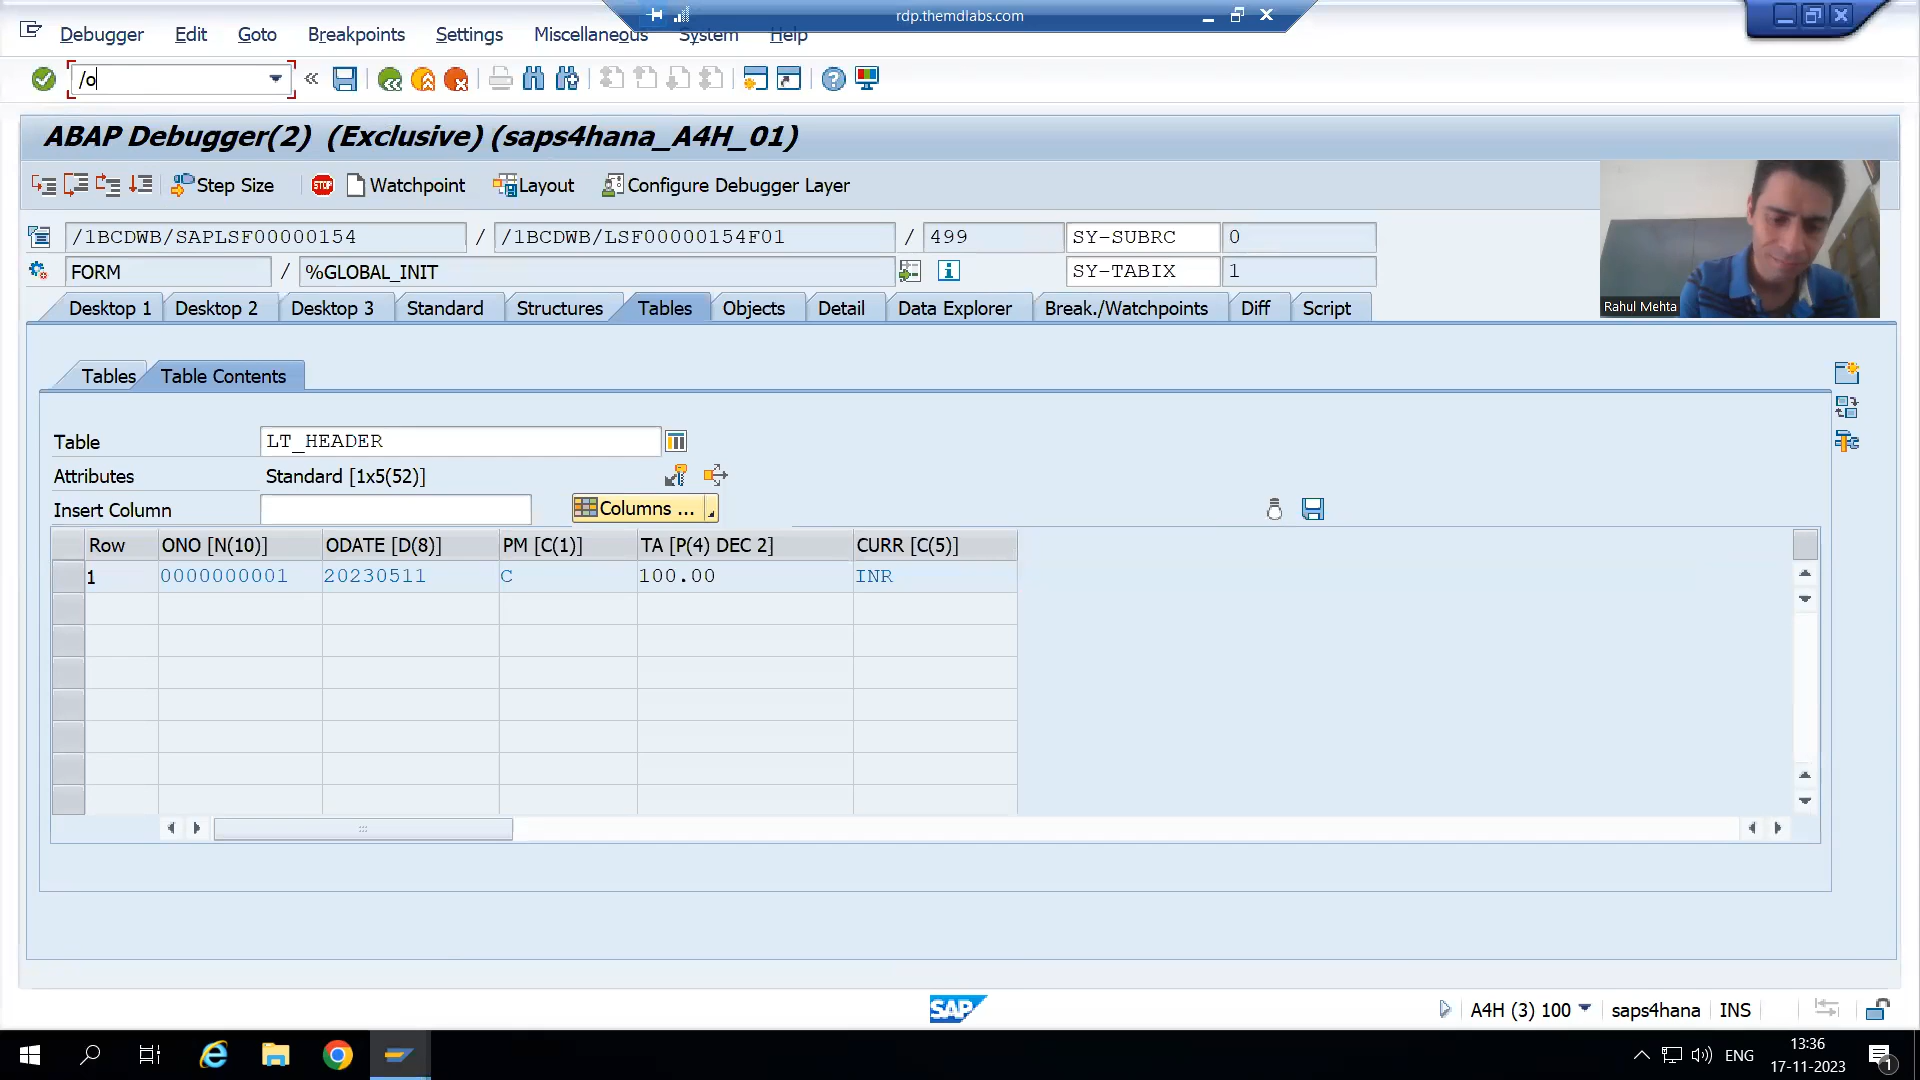 rdp.themdlabs.com
Debugger Edit Goto Breakpoints Settings Miscellaneous System Help
/o
ABAP Debugger(2) (Exclusive) (saps4hana_A4H_01)
STOP
Step Size Watchpoint Layout Configure Debugger Layer
/1BCDWB/SAPLSF00000154 / /1BCDWB/LSF00000154F01 / 499 SY-SUBRC 0
FORM / %GLOBAL_INIT SY-TABIX 1
Rahul Mehta
Desktop 1 Desktop 2 Desktop 3 Standard Structures Tables Objects Detail Data Explorer Break./Watchpoints Diff Script
Tables Table Contents
Table LT_HEADER
Attributes Standard [1x5(52)]
Insert Column Columns ...
Row ONO [N(10)] ODATE [D(8)] PM [C(1)] TA [P(4) DEC 2] CURR [C(5)]
1 0000000001 20230511 C 100.00 INR
SAP A4H (3) 100 saps4hana INS
ENG 13:36
17-11-2023 1